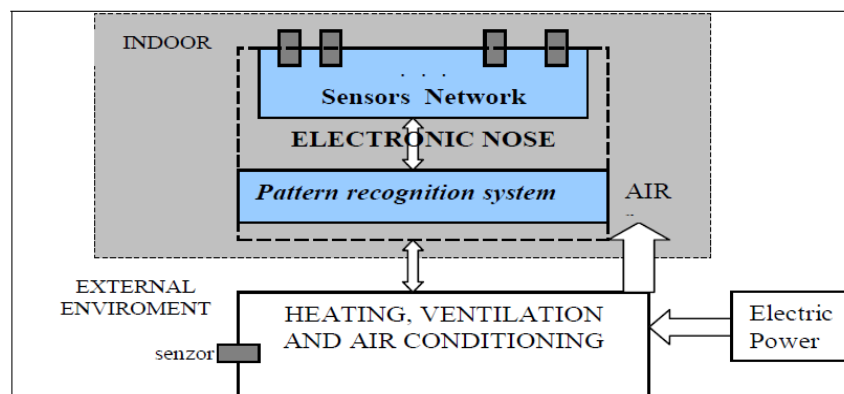 INDOOR
. . .
Sensors Network
ELECTRONIC NOSE
Pattern recognition system
AIR
EXTERNAL
ENVIROMENT
HEATING, VENTILATION
AND AIR CONDITIONING
senzor
Electric
Power